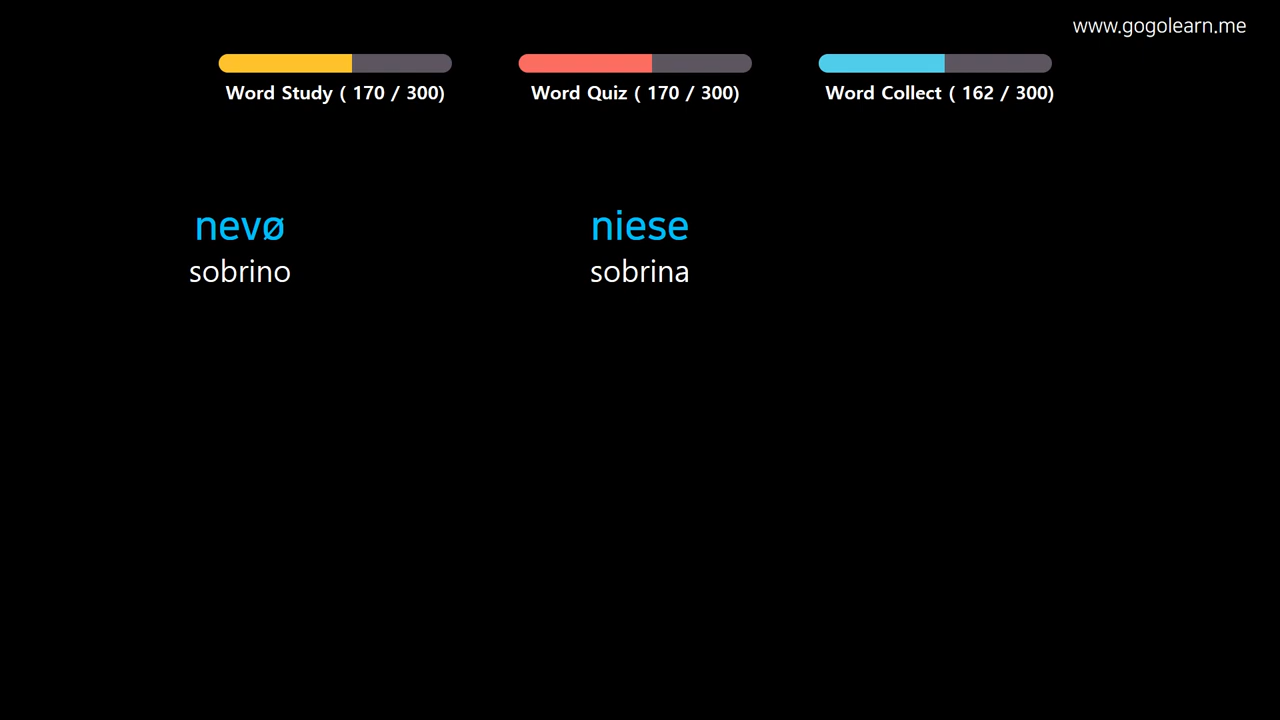 www.gogolearn.me
Word Study ( 170 / 300)
Word Quiz ( 170 / 300)
Word Collect ( 162 / 300)
nevø
niese
sobrino
sobrina